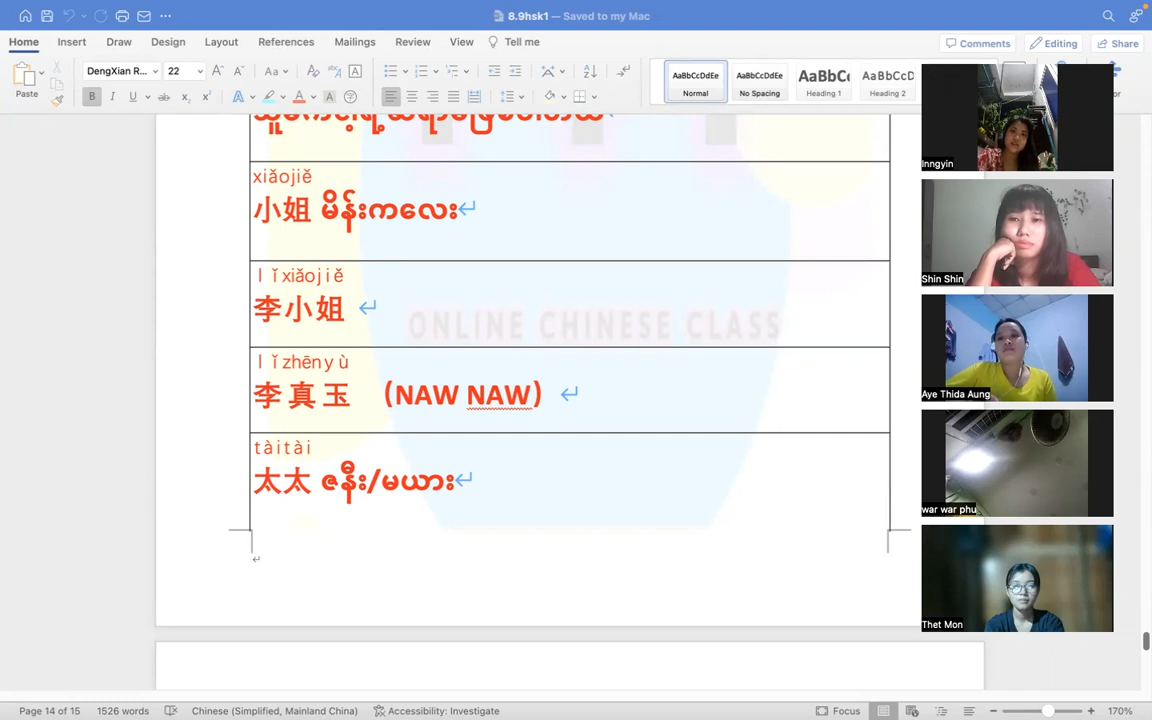 8.9hsk1 — Saved to my Mac
Home Insert Draw Design Layout References Mailings Review View Tell me
Comments Editing Share
Paste
DengXian R... 22
AaBbCcDdEe AaBbCcDdEe AaBbC AaBbCcD
Normal No Spacing Heading 1 Heading 2
xiǎojiě
小姐 မိန်းကလေး
lǐxiǎojiě
李小姐
ONLINE CHINESE CLASS
lǐzhēnyù
李真玉 (NAW NAW)
tàitài
太太 ဇနီး/မယား
Inngyin
Shin Shin
Aye Thida Aung
war war phu
Thet Mon
Page 14 of 15 1526 words Chinese (Simplified, Mainland China) Accessibility: Investigate Focus 170%